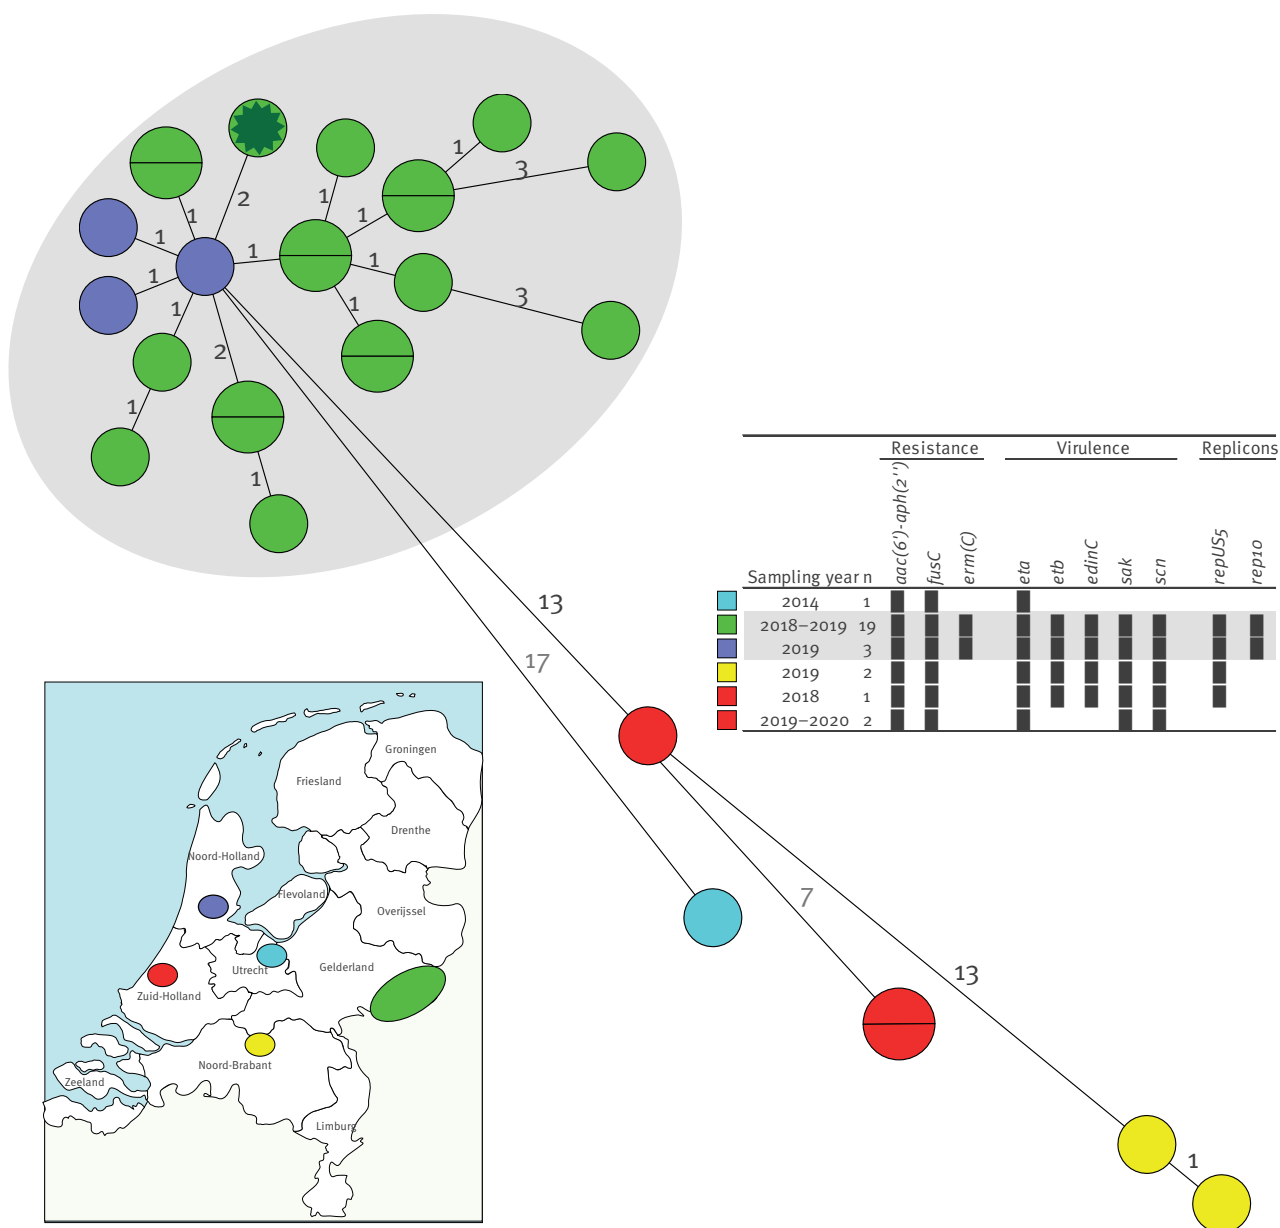 1
1
3
2
1
1
1
1
1
1
1
3
1
1
2
1
1
13
17
7
13
1
Resistance Virulence Replicons
Sampling year n aac(6')-aph(2'') fusC erm(C) eta etb edinC sak scn repUS5 rep10
2014 1
2018–2019 19
2019 3
2019 2
2018 1
2019–2020 2
Groningen
Friesland
Drenthe
Noord-Holland
Flevoland
Overijssel
Utrecht
Gelderland
Zuid-Holland
Noord-Brabant
Zeeland
Limburg